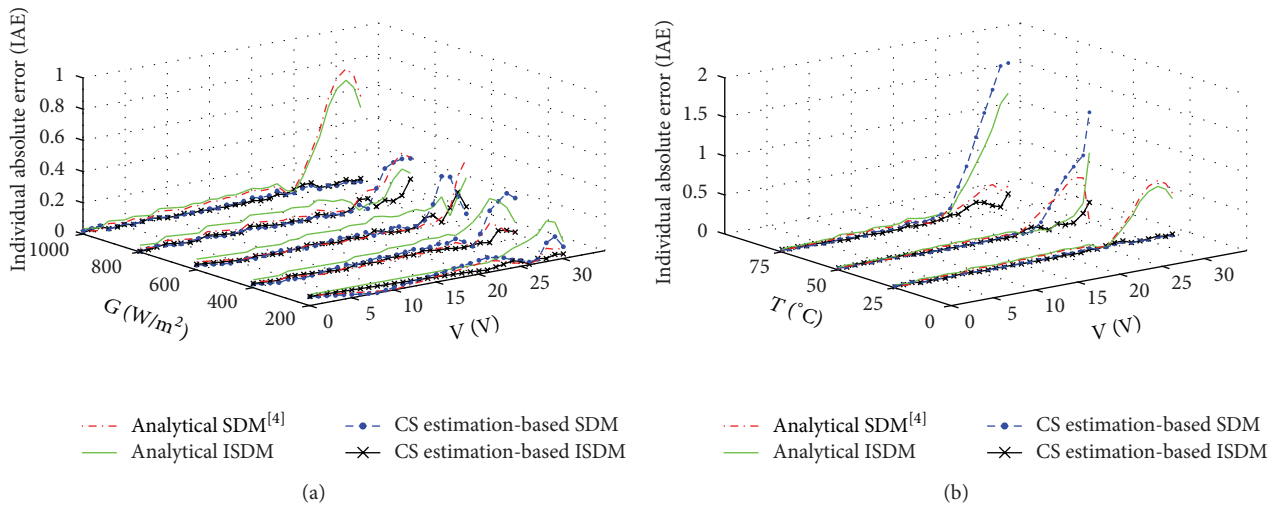 Individual absolute error (IAE)
1
0.8
0.6
0.4
0.2
0
1000
800
600
400
200
G (W/m²)
0
5
10
15
20
25
30
V (V)
Analytical SDM[4]
Analytical ISDM
CS estimation-based SDM
CS estimation-based ISDM
(a)
Individual absolute error (IAE)
2
1.5
1
0.5
0
75
50
25
0
T (°C)
0
5
10
15
20
25
30
V (V)
Analytical SDM[4]
Analytical ISDM
CS estimation-based SDM
CS estimation-based ISDM
(b)